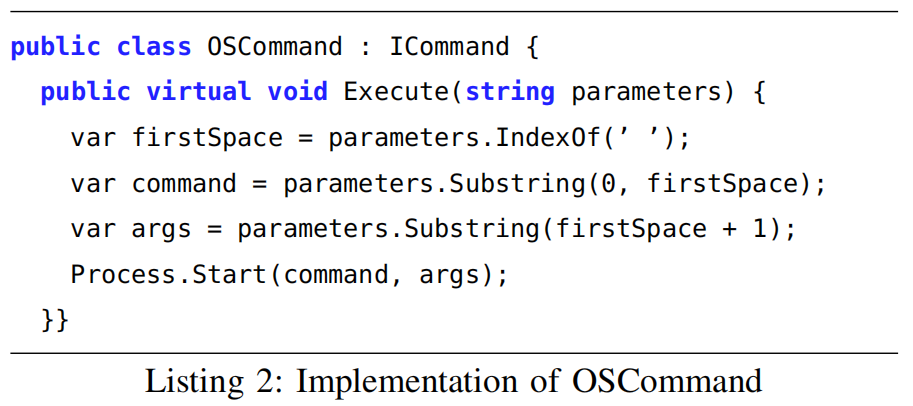 public class OSCommand : ICommand {
public virtual void Execute(string parameters) {
var firstSpace = parameters.IndexOf(’ ’);
var command = parameters.Substring(0, firstSpace);
var args = parameters.Substring(firstSpace + 1);
Process.Start(command, args);
}}
Listing 2: Implementation of OSCommand